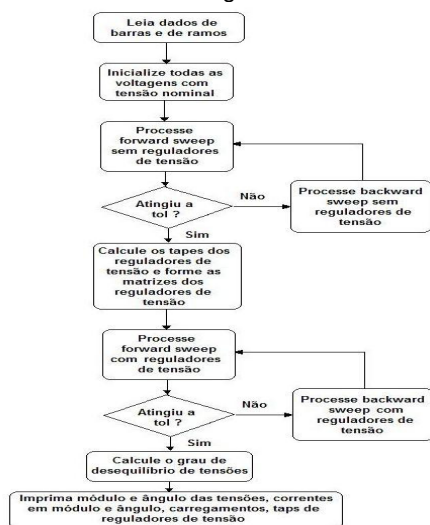 Leia dados de
barras e de ramos
Inicialize todas as
voltagens com
tensão nominal
Processe
forward sweep
sem reguladores
de tensão
Atingiu a
tol ?
Não
Processe backward
sweep sem
reguladores de
tensão
Sim
Calcule os tapes dos
reguladores de
tensão e forme as
matrizes dos
reguladores de
tensão
Processe
forward sweep
com reguladores
de tensão
Atingiu a
tol ?
Não
Processe backward
sweep com
reguladores de
tensão
Sim
Calcule o grau de
desequilíbrio de tensões
Imprima módulo e ângulo das tensões, correntes
em módulo e ângulo, carregamentos, taps de
reguladores de tensão